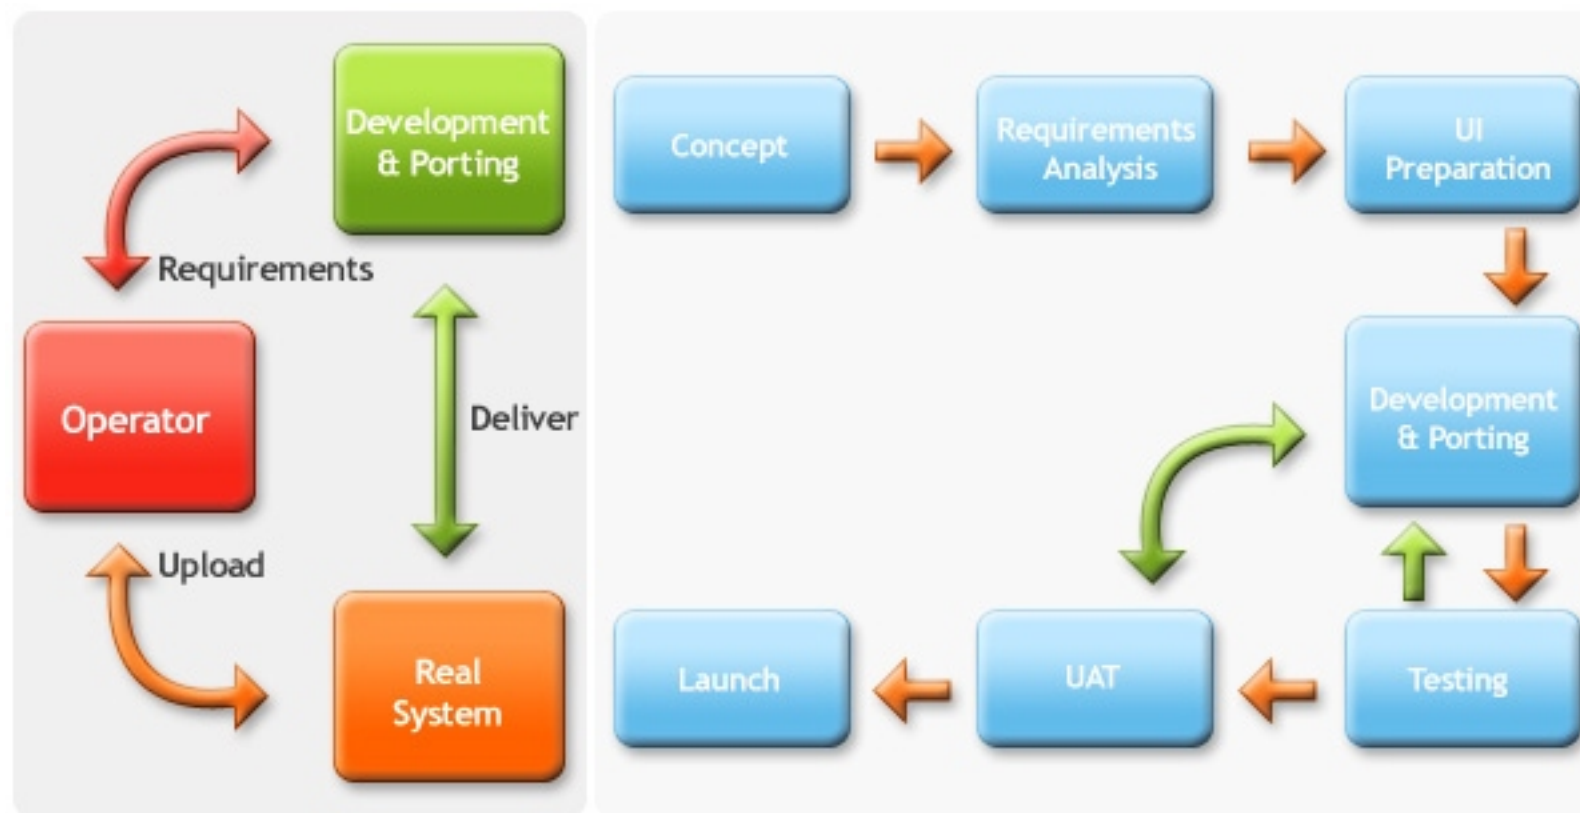 Development
& Porting
Requirements
Operator
Deliver
Upload
Real
System
Concept
Requirements
Analysis
UI
Preparation
Development
& Porting
Testing
UAT
Launch